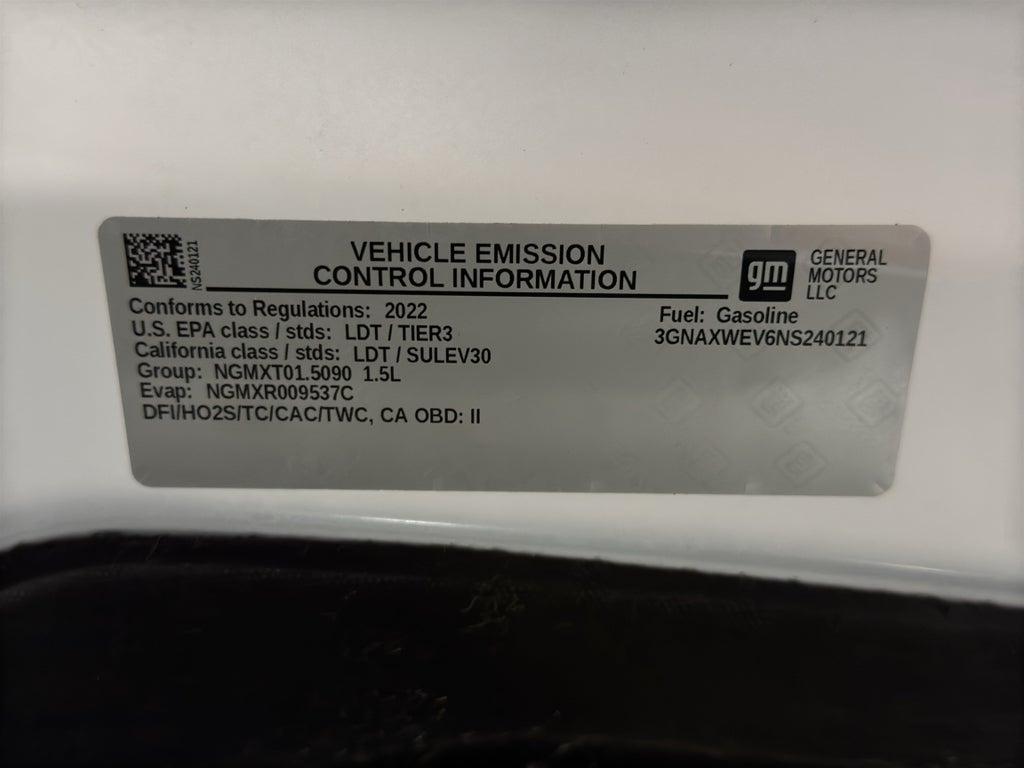 NS240121
VEHICLE EMISSION
CONTROL INFORMATION
gm
GENERAL
MOTORS
LLC
Conforms to Regulations: 2022
U.S. EPA class / stds: LDT / TIER3
California class / stds: LDT / SULEV30
Group: NGMXT01.5090 1.5L
Evap: NGMXR009537C
DFI/HO2S/TC/CAC/TWC, CA OBD: II
Fuel: Gasoline
3GNAXWEV6NS240121